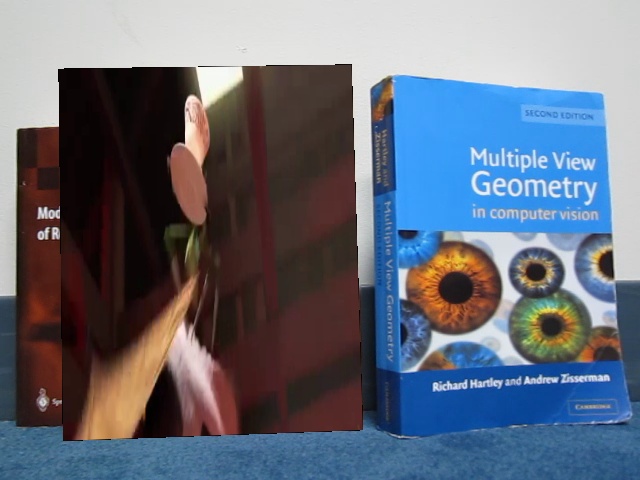 Mod
of R
Sp
Hartley and
Zisserman
Multiple View Geometry
SECOND EDITION
Multiple View
Geometry
in computer vision
Richard Hartley and Andrew Zisserman
CAMBRIDGE